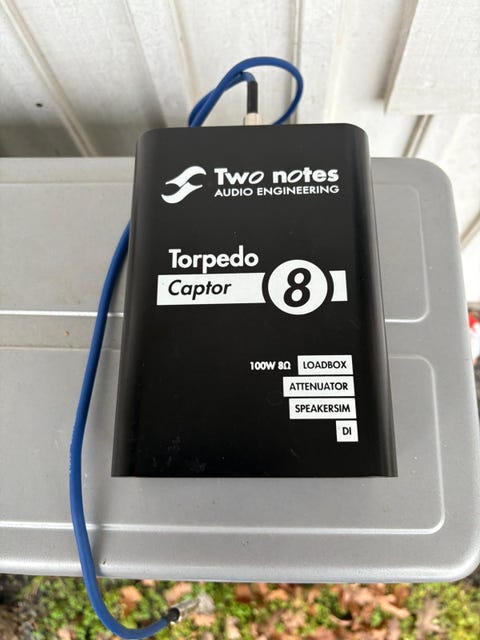 Two notes
AUDIO ENGINEERING
Torpedo
Captor 8
100W 8Ω LOADBOX
ATTENUATOR
SPEAKERSIM
DI